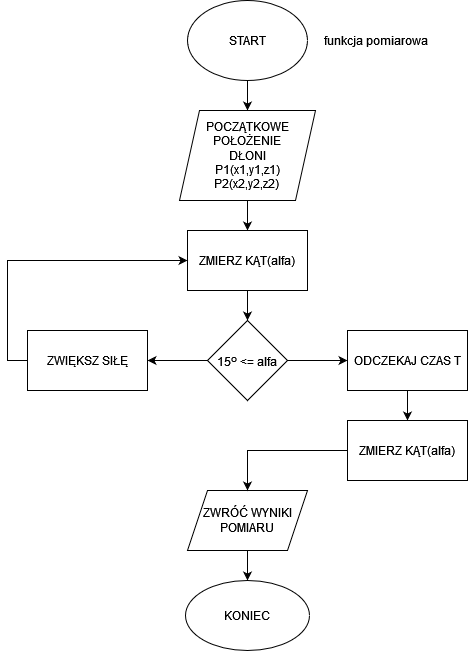 START
funkcja pomiarowa
POCZĄTKOWE
POŁOŻENIE
DŁONI
P1(x1,y1,z1)
P2(x2,y2,z2)
ZMIERZ KĄT(alfa)
ZWIĘKSZ SIŁĘ
15º <= alfa
ODCZEKAJ CZAS T
ZMIERZ KĄT(alfa)
ZWRÓĆ WYNIKI
POMIARU
KONIEC